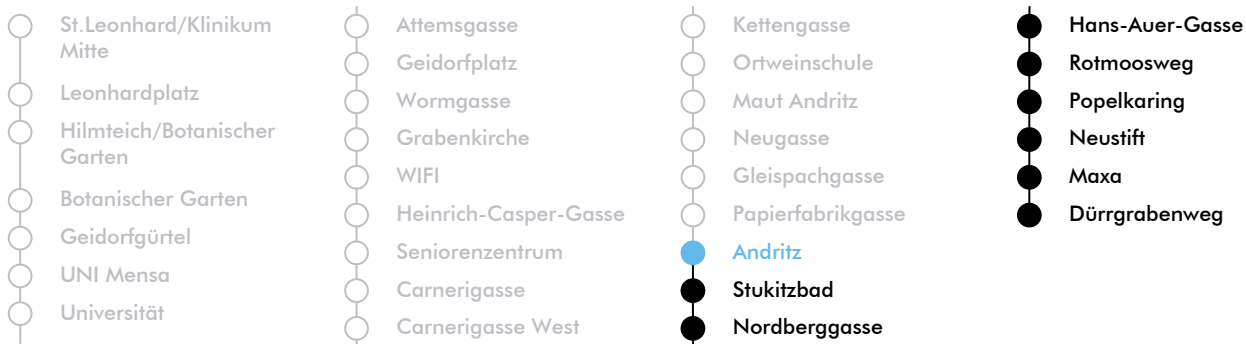 St.Leonhard/Klinikum
Mitte
Leonhardplatz
Hilmteich/Botanischer
Garten
Botanischer Garten
Geidorfgürtel
UNI Mensa
Universität
Attemsgasse
Geidorfplatz
Wormgasse
Grabenkirche
WIFI
Heinrich-Casper-Gasse
Seniorenzentrum
Carnerigasse
Carnerigasse West
Kettengasse
Ortweinschule
Maut Andritz
Neugasse
Gleispachgasse
Papierfabrikgasse
Andritz
Stukitzbad
Nordberggasse
Hans-Auer-Gasse
Rotmoosweg
Popelkaring
Neustift
Maxa
Dürrgrabenweg